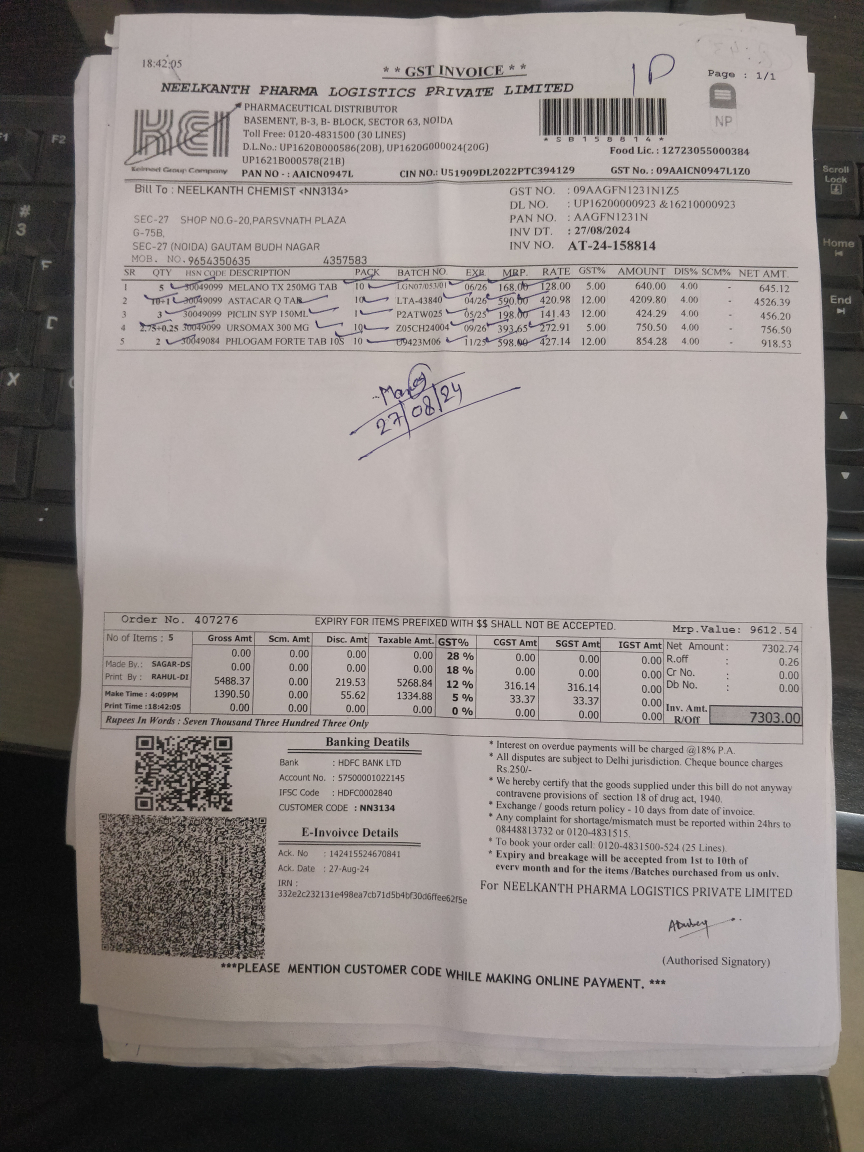 18:42:05
* * GST INVOICE * *
1D
Page : 1/1
NEELKANTH PHARMA LOGISTICS PRIVATE LIMITED
KEI
Keimed Group Company
PHARMACEUTICAL DISTRIBUTOR
BASEMENT, B-3, B- BLOCK, SECTOR 63, NOIDA
Toll Free: 0120-4831500 (30 LINES)
D.L.No.: UP1620B000586(20B), UP1620G000024(20G)
UP1621B000578(21B)
PAN NO - : AAICN0947L
CIN NO.: U51909DL2022PTC394129
*SB158814*
NP
Food Lic. : 12723055000384
GST No. : 09AAICN0947L1Z0
Bill To : NEELKANTH CHEMIST <NN3134>
SEC-27 SHOP NO.G-20,PARSVNATH PLAZA
G-75B,
SEC-27 (NOIDA) GAUTAM BUDH NAGAR
MOB. NO. 9654350635 4357583
GST NO. : 09AAGFN1231N1Z5
DL NO. : UP16200000923 &16210000923
PAN NO. : AAGFN1231N
INV DT. : 27/08/2024
INV NO. AT-24-158814
SR QTY HSN CODE DESCRIPTION PACK BATCH NO EXP. MRP. RATE GST% AMOUNT DIS% SCM% NET AMT.
1 5 30049099 MELANO TX 250MG TAB 10 06/26 168.00 128.00 5.00 640.00 4.00 - 645.12
2 10+1 30049099 ASTACAR Q TAB 10 LTA-43840 04/26 590.00 420.98 12.00 4209.80 4.00 - 4526.39
3 3 30049099 PICLIN SYP 150ML 1 P2ATW025 05/25 198.00 141.43 12.00 424.29 4.00 - 456.20
4 2.75+0.25 30049099 URSOMAX 300 MG 10 Z05CH24004 09/26 393.65 272.91 5.00 750.50 4.00 - 756.50
5 2 30049084 PHLOGAM FORTE TAB 10S 10 U9423M06 11/25 598.00 427.14 12.00 854.28 4.00 - 918.53
27/08/24
Order No. 407276
EXPIRY FOR ITEMS PREFIXED WITH $$ SHALL NOT BE ACCEPTED.
Mrp.Value: 9612.54
No of Items : 5
Made By.: SAGAR-DS
Print By : RAHUL-DI
Make Time : 4:09PM
Print Time :18:42:05
Gross Amt Scm. Amt Disc. Amt Taxable Amt. GST% CGST Amt SGST Amt IGST Amt
0.00 0.00 0.00 0.00 28 % 0.00 0.00 0.00
0.00 0.00 0.00 0.00 18 % 0.00 0.00 0.00
5488.37 0.00 219.53 5268.84 12 % 316.14 316.14 0.00
1390.50 0.00 55.62 1334.88 5 % 33.37 33.37 0.00
0.00 0.00 0.00 0.00 0 % 0.00 0.00 0.00
Net Amount: 7302.74
R.off : 0.26
Cr No. : 0.00
Db No. : 0.00
Inv. Amt. R/Off 7303.00
Rupees In Words : Seven Thousand Three Hundred Three Only
Banking Deatils
Bank : HDFC BANK LTD
Account No. : 57500001022145
IFSC Code : HDFC0002840
CUSTOMER CODE : NN3134
E-Invoivce Details
Ack. No : 142415524670841
Ack. Date : 27-Aug-24
IRN :
332e2c232131e498ea7cb71d5b4bf30d6ffee62f5e
* Interest on overdue payments will be charged @18% P.A.
* All disputes are subject to Delhi jurisdiction. Cheque bounce charges
Rs.250/-
* We hereby certify that the goods supplied under this bill do not anyway
contravene provisions of section 18 of drug act, 1940.
* Exchange / goods return policy - 10 days from date of invoice.
* Any complaint for shortage/mismatch must be reported within 24hrs to
08448813732 or 0120-4831515.
* To book your order call: 0120-4831500-524 (25 Lines).
* Expiry and breakage will be accepted from 1st to 10th of
every month and for the items /Batches purchased from us only.
For NEELKANTH PHARMA LOGISTICS PRIVATE LIMITED
(Authorised Signatory)
***PLEASE MENTION CUSTOMER CODE WHILE MAKING ONLINE PAYMENT. ***
F1
F2
#
3
F
D
X
C
Scroll
Lock
Home
End